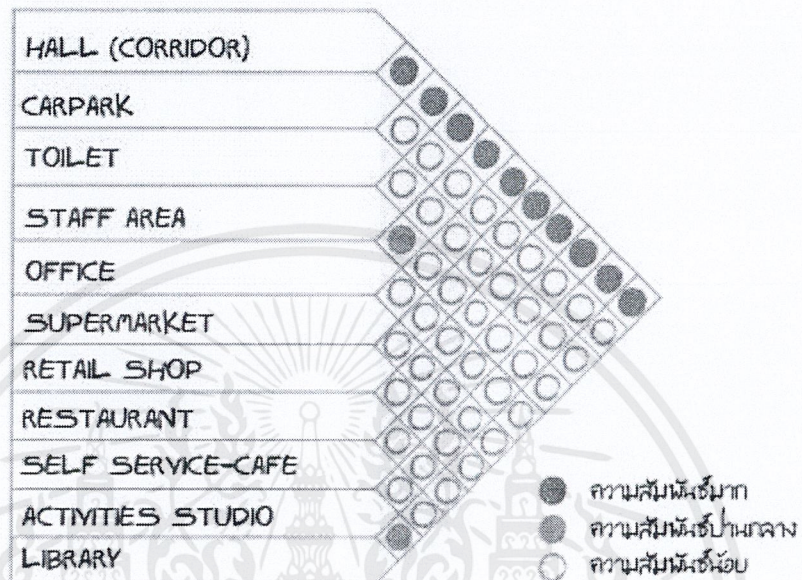 HALL (CORRIDOR)
CARPARK
TOILET
STAFF AREA
OFFICE
SUPERMARKET
RETAIL SHOP
RESTAURANT
SELF SERVICE-CAFE
ACTIVITIES STUDIO
LIBRARY
ความสัมพันธ์มาก
ความสัมพันธ์ปานกลาง
ความสัมพันธ์น้อย